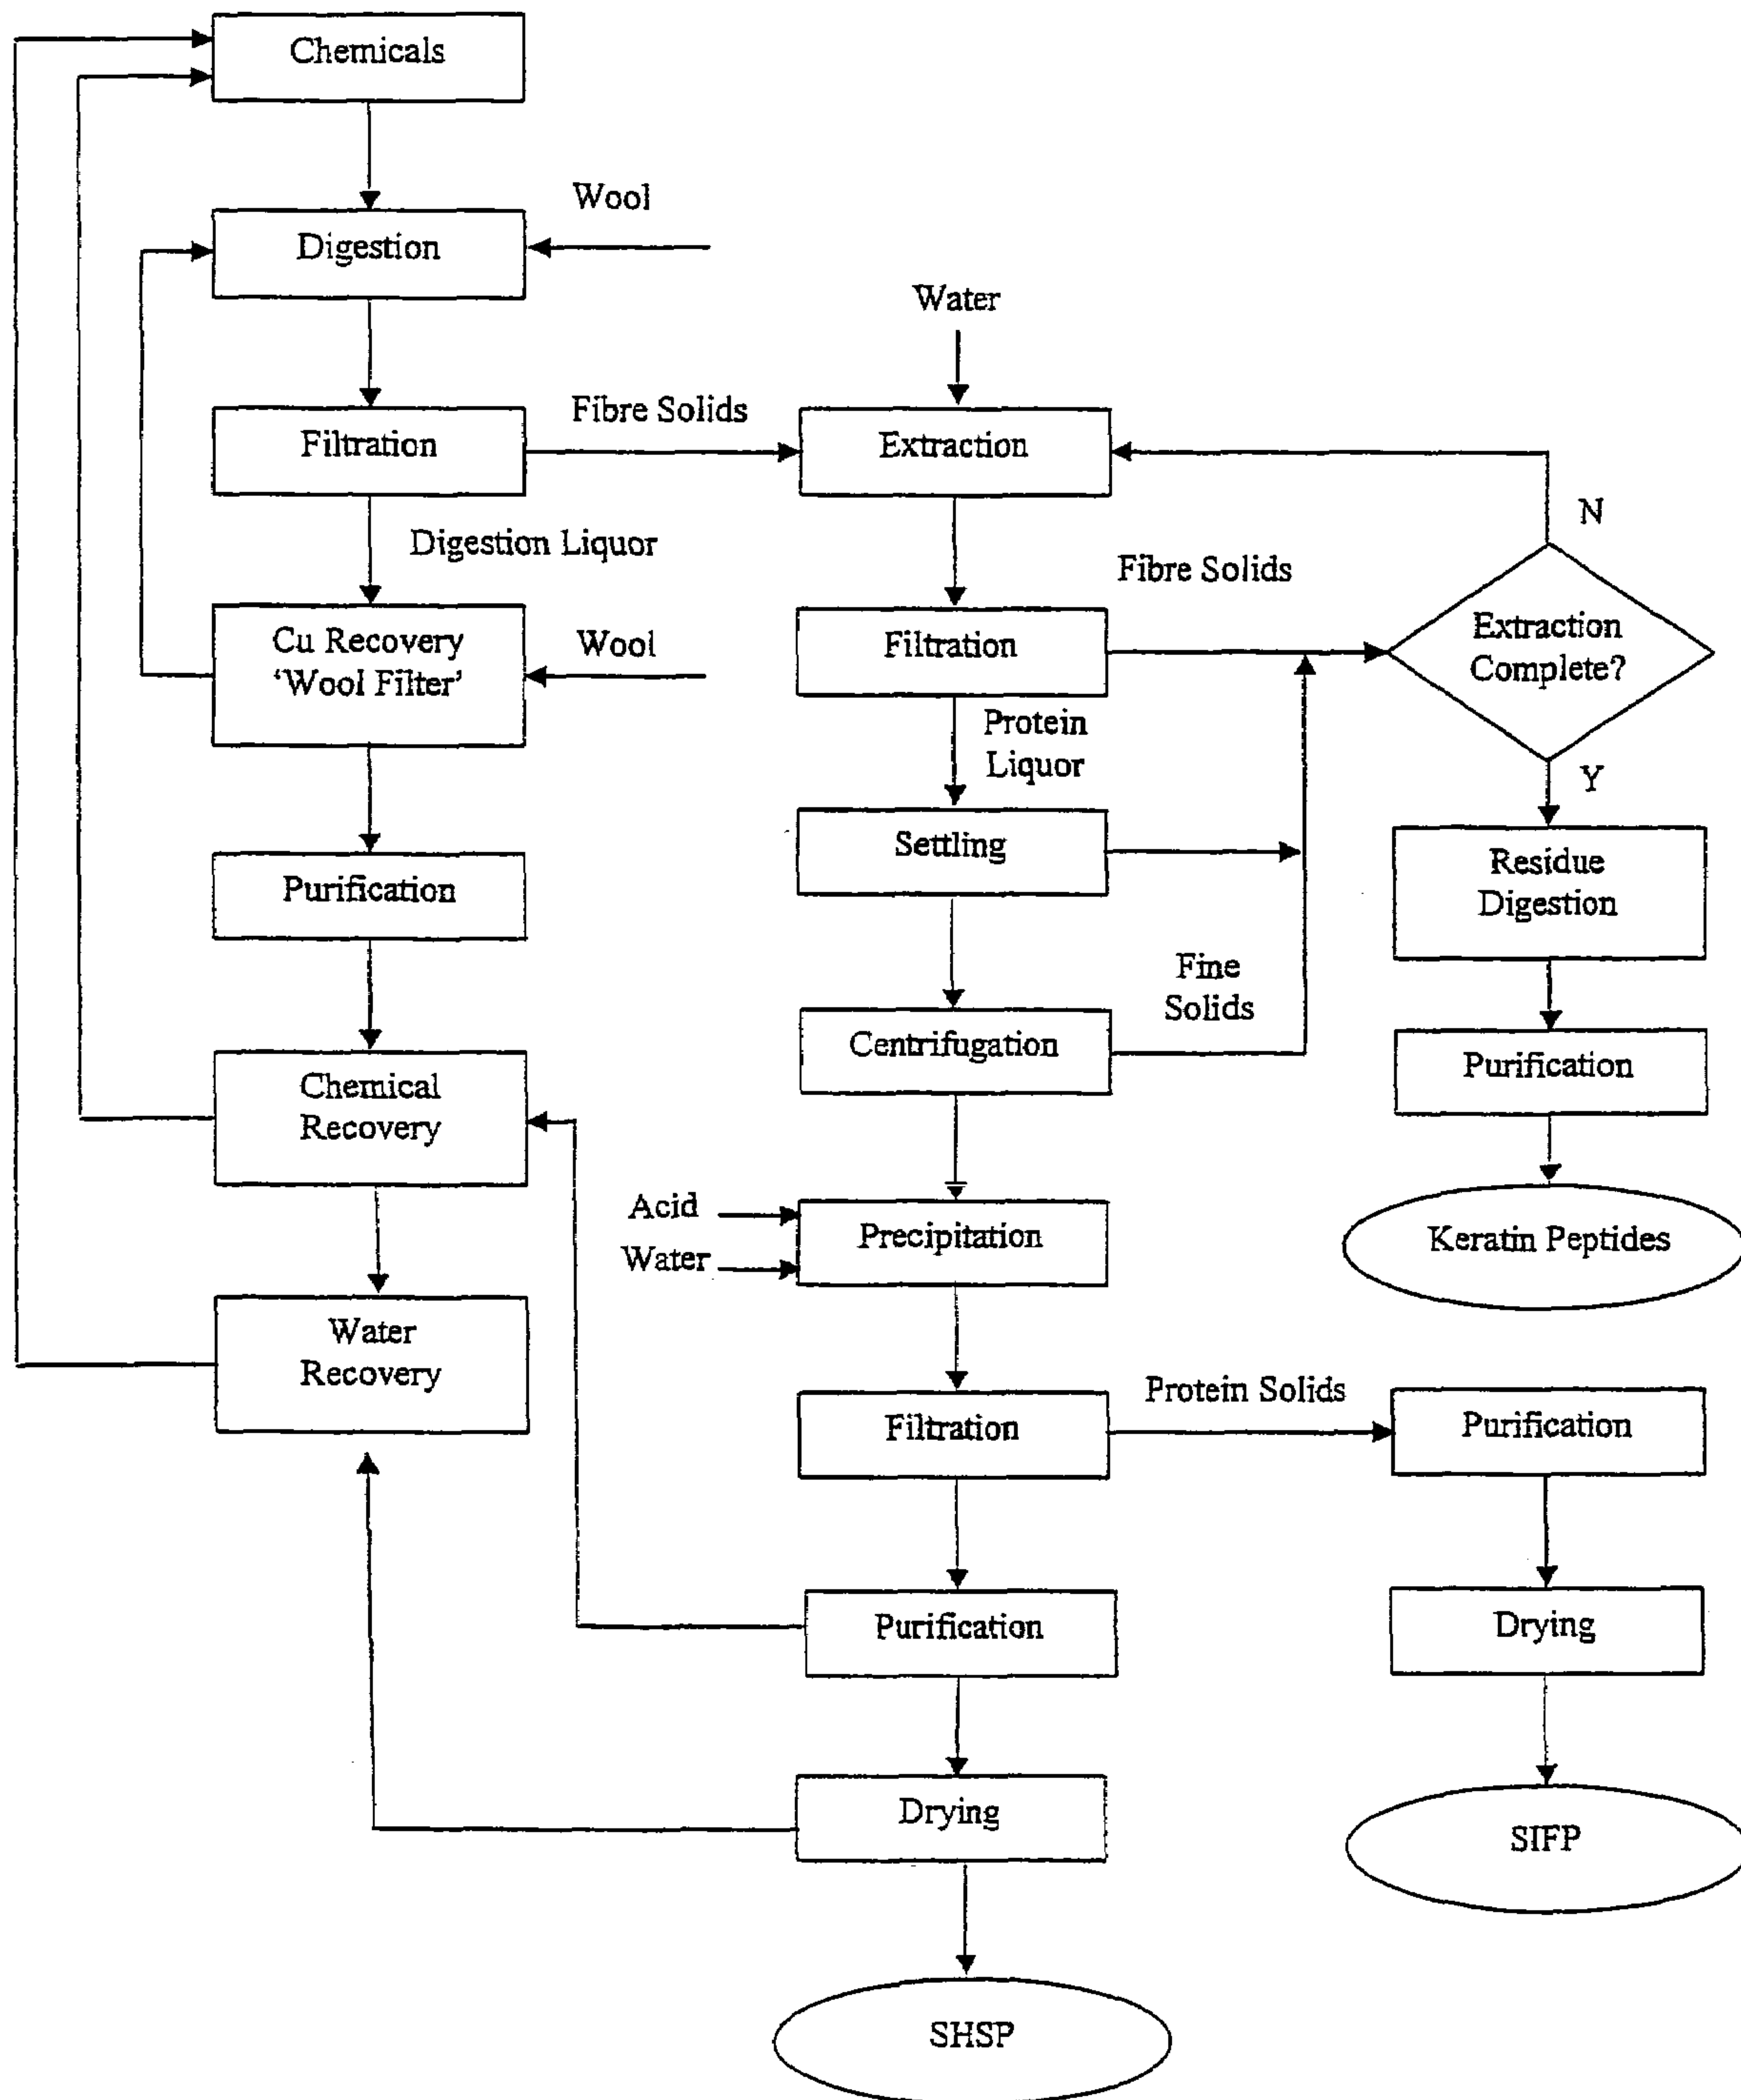 Chemicals
Wool
Digestion
Water
Fibre Solids
Filtration
Extraction
N
Digestion Liquor
Fibre Solids
Cu Recovery
'Wool Filter'
Wool
Filtration
Extraction
Complete?
Protein
Liquor
Y
Settling
Residue
Digestion
Purification
Fine
Solids
Centrifugation
Purification
Chemical
Recovery
Acid
Water
Precipitation
Keratin Peptides
Water
Recovery
Protein Solids
Filtration
Purification
Purification
Drying
Drying
SIFP
SHSP